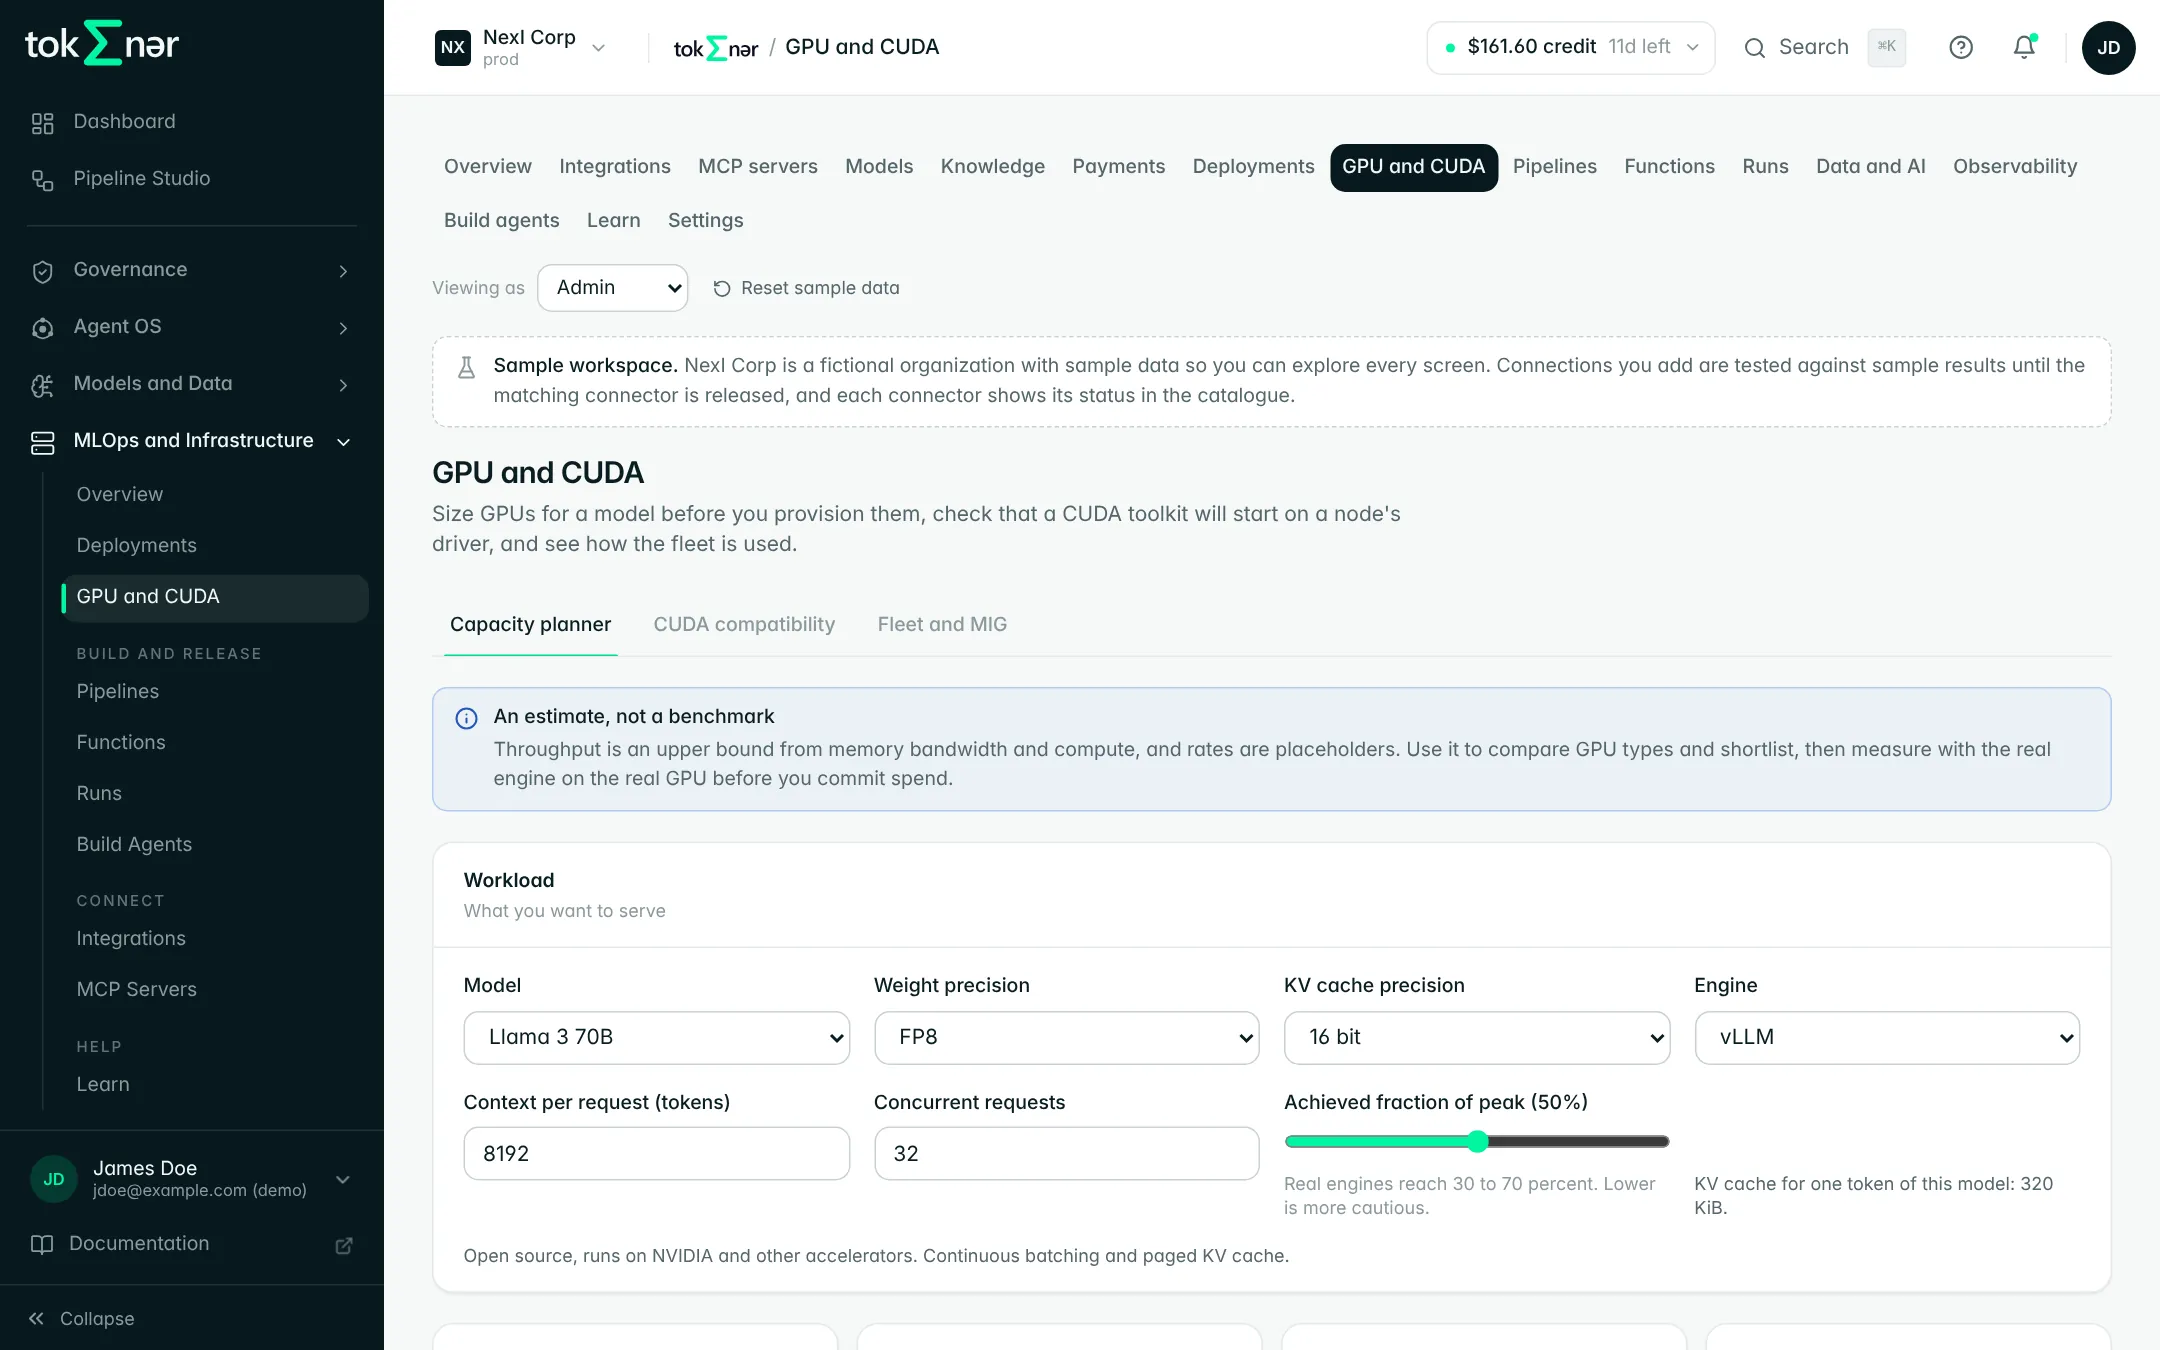 tokΣnər
Dashboard
Pipeline Studio
Governance
Agent OS
Models and Data
MLOps and Infrastructure
Overview
Deployments
GPU and CUDA
BUILD AND RELEASE
Pipelines
Functions
Runs
Build Agents
CONNECT
Integrations
MCP Servers
HELP
Learn
JD
James Doe
jdoe@example.com (demo)
Documentation
Collapse
NX
Nexl Corp
prod
tokΣnər / GPU and CUDA
$161.60 credit 11d left
Search ⌘K
JD
Overview Integrations MCP servers Models Knowledge Payments Deployments GPU and CUDA Pipelines Functions Runs Data and AI Observability
Build agents Learn Settings
Viewing as Admin Reset sample data
Sample workspace. Nexl Corp is a fictional organization with sample data so you can explore every screen. Connections you add are tested against sample results until the
matching connector is released, and each connector shows its status in the catalogue.
GPU and CUDA
Size GPUs for a model before you provision them, check that a CUDA toolkit will start on a node's
driver, and see how the fleet is used.
Capacity planner CUDA compatibility Fleet and MIG
An estimate, not a benchmark
Throughput is an upper bound from memory bandwidth and compute, and rates are placeholders. Use it to compare GPU types and shortlist, then measure with the real
engine on the real GPU before you commit spend.
Workload
What you want to serve
Model Weight precision KV cache precision Engine
Llama 3 70B FP8 16 bit vLLM
Context per request (tokens) Concurrent requests Achieved fraction of peak (50%)
8192 32
Real engines reach 30 to 70 percent. Lower
is more cautious.
KV cache for one token of this model: 320
KiB.
Open source, runs on NVIDIA and other accelerators. Continuous batching and paged KV cache.